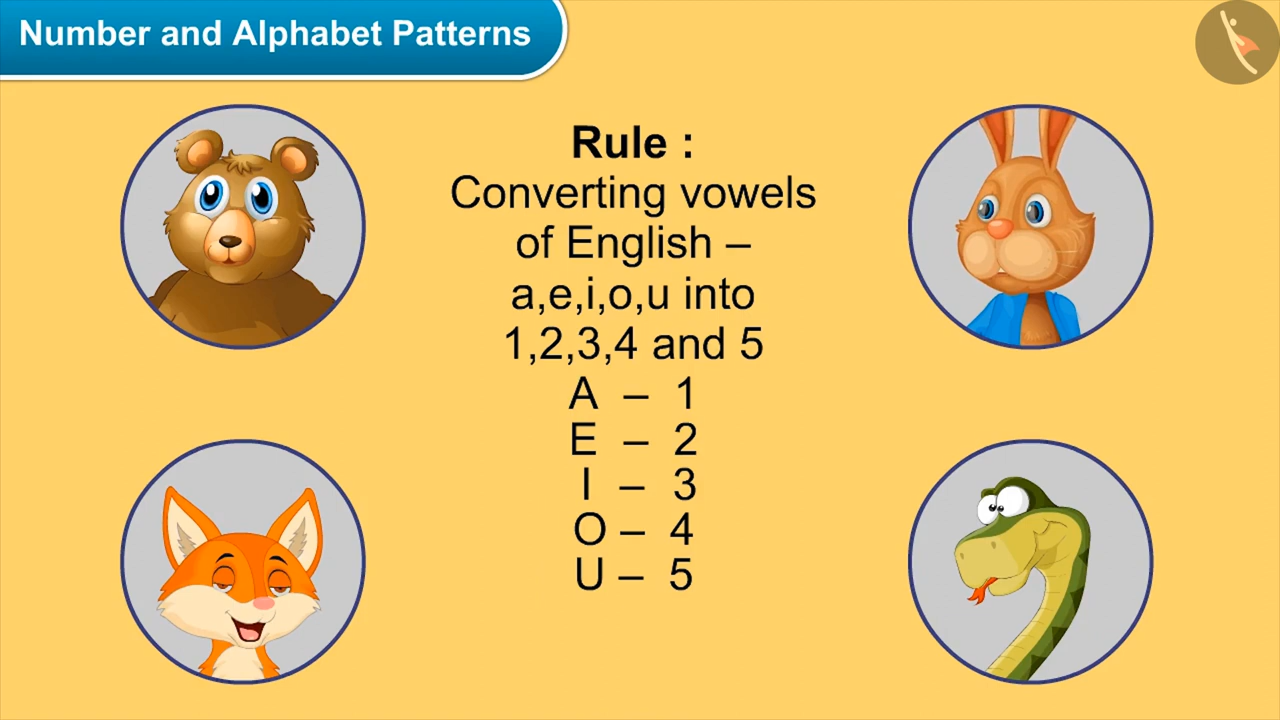 Number and Alphabet Patterns
Rule :
Converting vowels
of English –
a,e,i,o,u into
1,2,3,4 and 5
A – 1
E – 2
I – 3
O – 4
U – 5